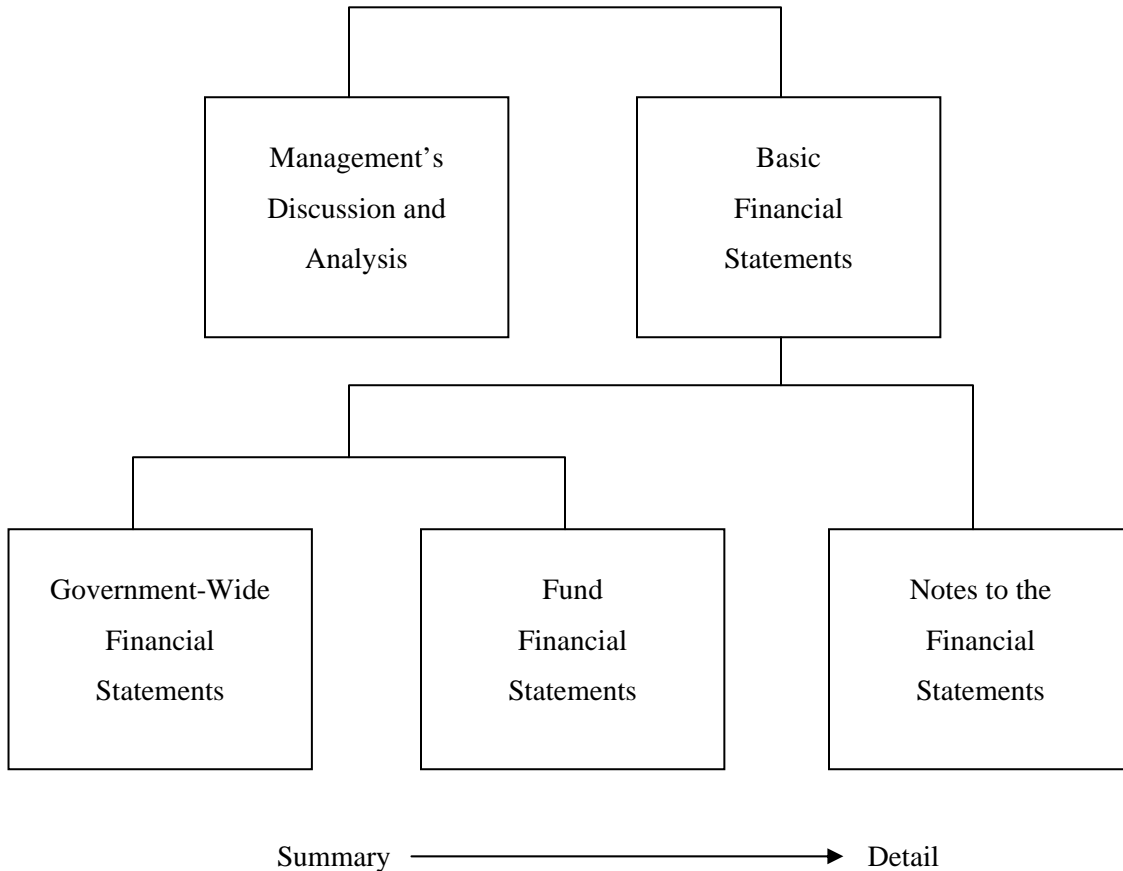 Management’s
Discussion and
Analysis
Basic
Financial
Statements
Government-Wide
Financial
Statements
Fund
Financial
Statements
Notes to the
Financial
Statements
Summary
Detail